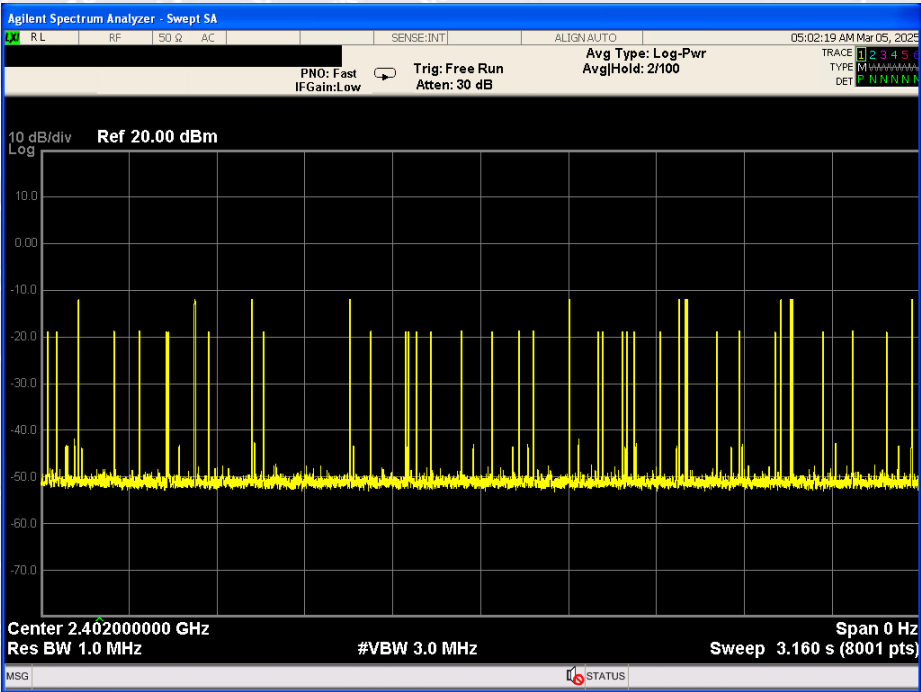 Agilent Spectrum Analyzer - Swept SA
LXI RL RF 50 Ω AC SENSE:INT ALIGN AUTO 05:02:19 AM Mar 05, 2025
PNO: Fast
IFGain:Low
Trig: Free Run
Atten: 30 dB
Avg Type: Log-Pwr
Avg|Hold: 2/100
TRACE 1 2 3 4 5 6
TYPE M
DET P N N N N N
10 dB/div
Log
Ref 20.00 dBm
10.0
0.00
-10.0
-20.0
-30.0
-40.0
-50.0
-60.0
-70.0
Center 2.402000000 GHz Span 0 Hz
Res BW 1.0 MHz #VBW 3.0 MHz Sweep 3.160 s (8001 pts)
MSG STATUS